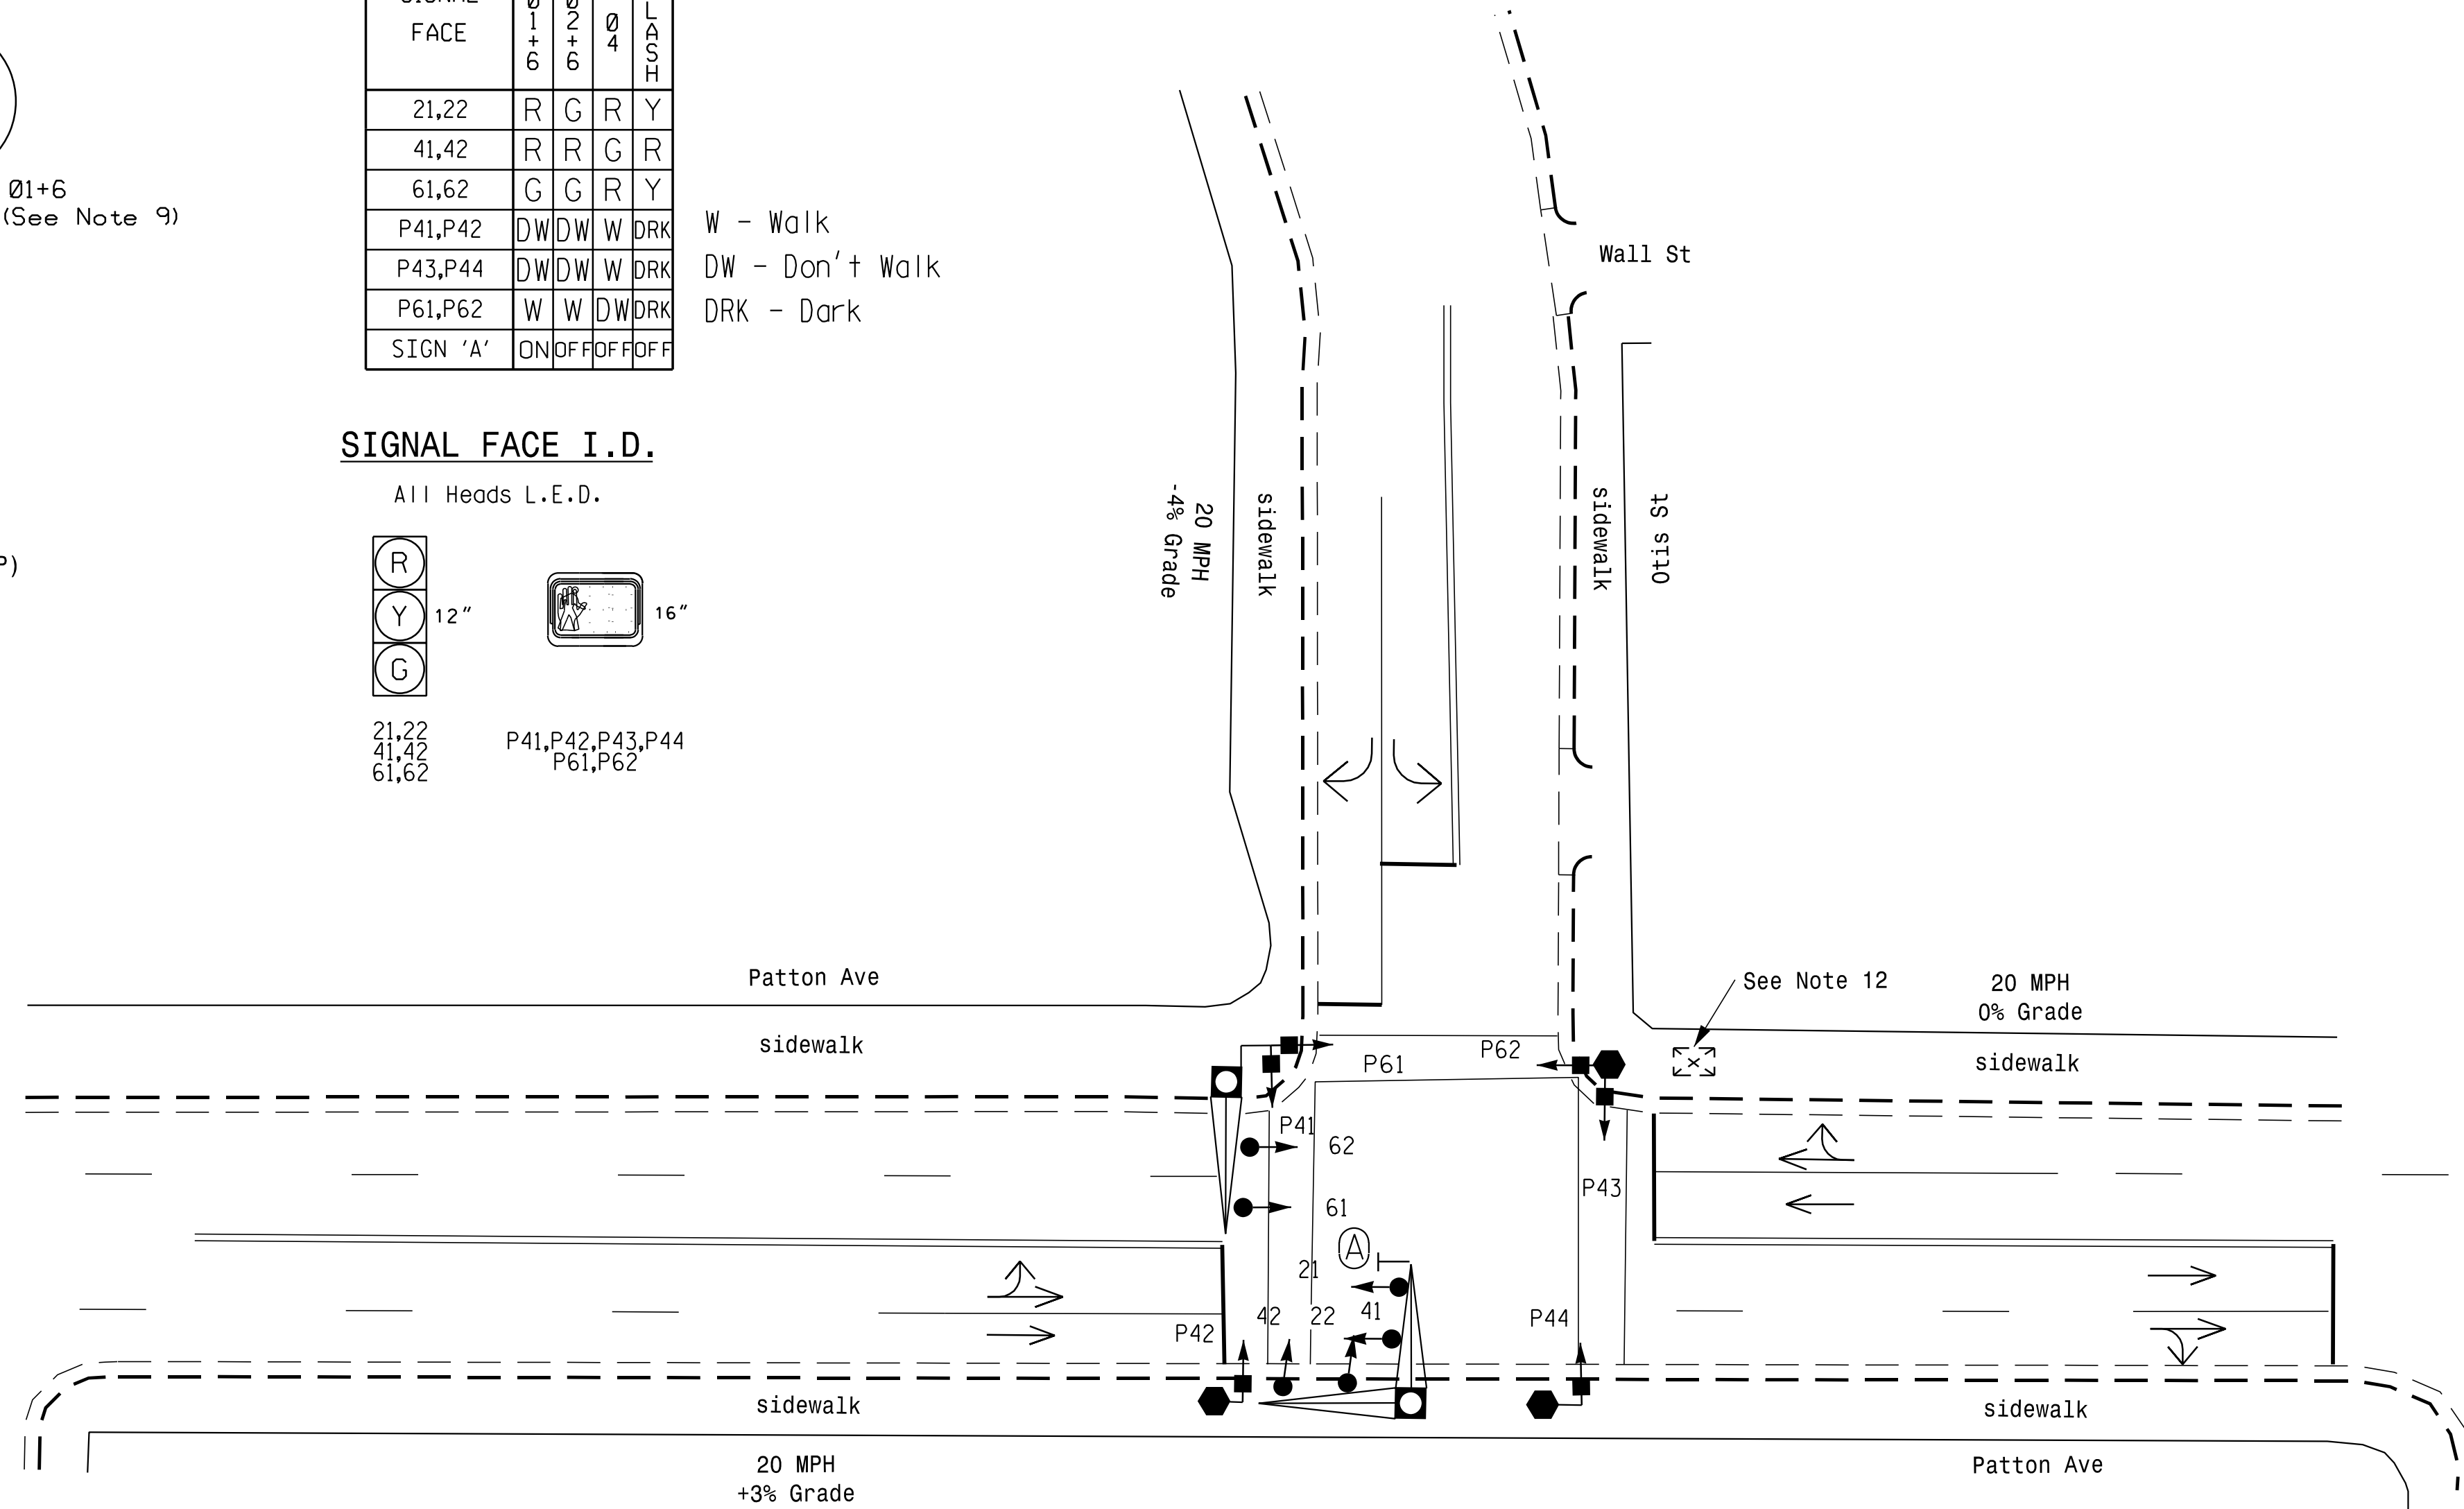 FACE
Ø 1 + 6
Ø 2 + 6
Ø 4
L A S H
21,22 R G R Y
41,42 R R G R
61,62 G G R Y
P41,P42 DW DW W DRK
P43,P44 DW DW W DRK
P61,P62 W W DW DRK
SIGN 'A' ON OFF OFF OFF
Ø1+6
(See Note 9)
W - Walk
DW - Don't Walk
DRK - Dark
SIGNAL FACE I.D.
All Heads L.E.D.
R
Y 12"
G
16"
21,22
41,42
61,62
P41,P42,P43,P44
P61,P62
P)
Wall St
20 MPH
-4% Grade
sidewalk
sidewalk
Otis St
Patton Ave
sidewalk
See Note 12
20 MPH
0% Grade
sidewalk
P61
P62
P41
62
61
P43
A
21
42
22
41
P42
P44
sidewalk
sidewalk
20 MPH
+3% Grade
Patton Ave